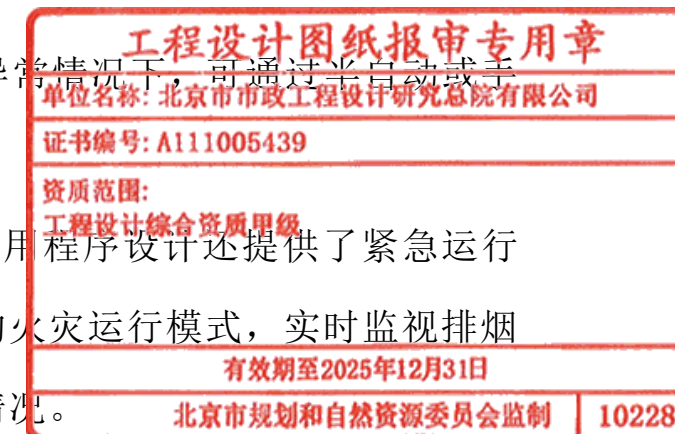 工程设计图纸报审专用章
常情况下，可通过半自动或手
单位名称: 北京市市政工程设计研究总院有限公司
证书编号: A111005439
资质范围:
工程设计综合资质甲级
用程序设计还提供了紧急运行
火灾运行模式，实时监视排烟
有效期至2025年12月31日
情况。
北京市规划和自然资源委员会监制
10228